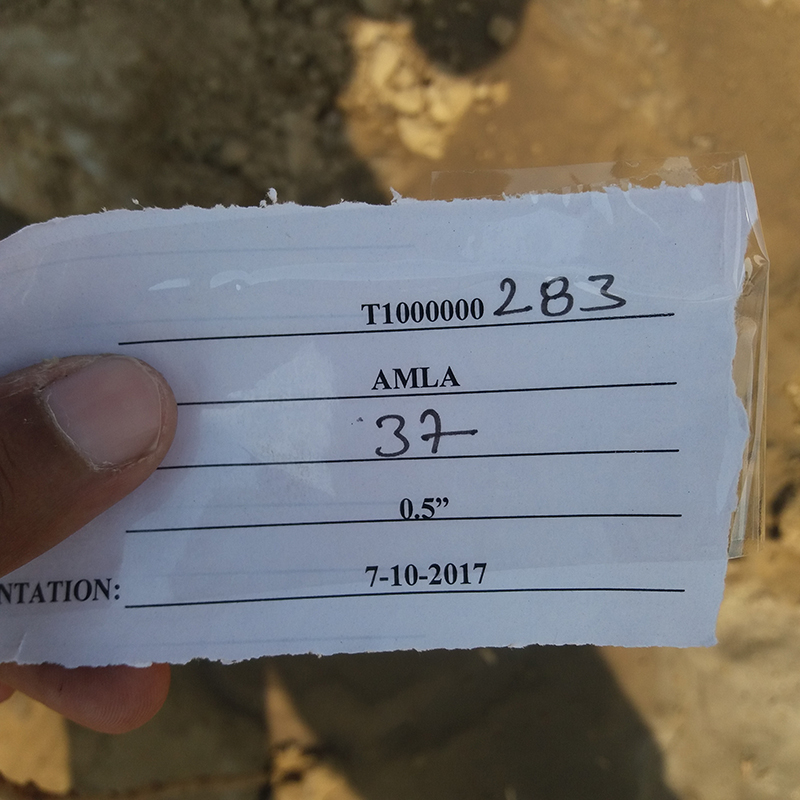 T1000000 283
AMLA
37
0.5”
NTATION: 7-10-2017